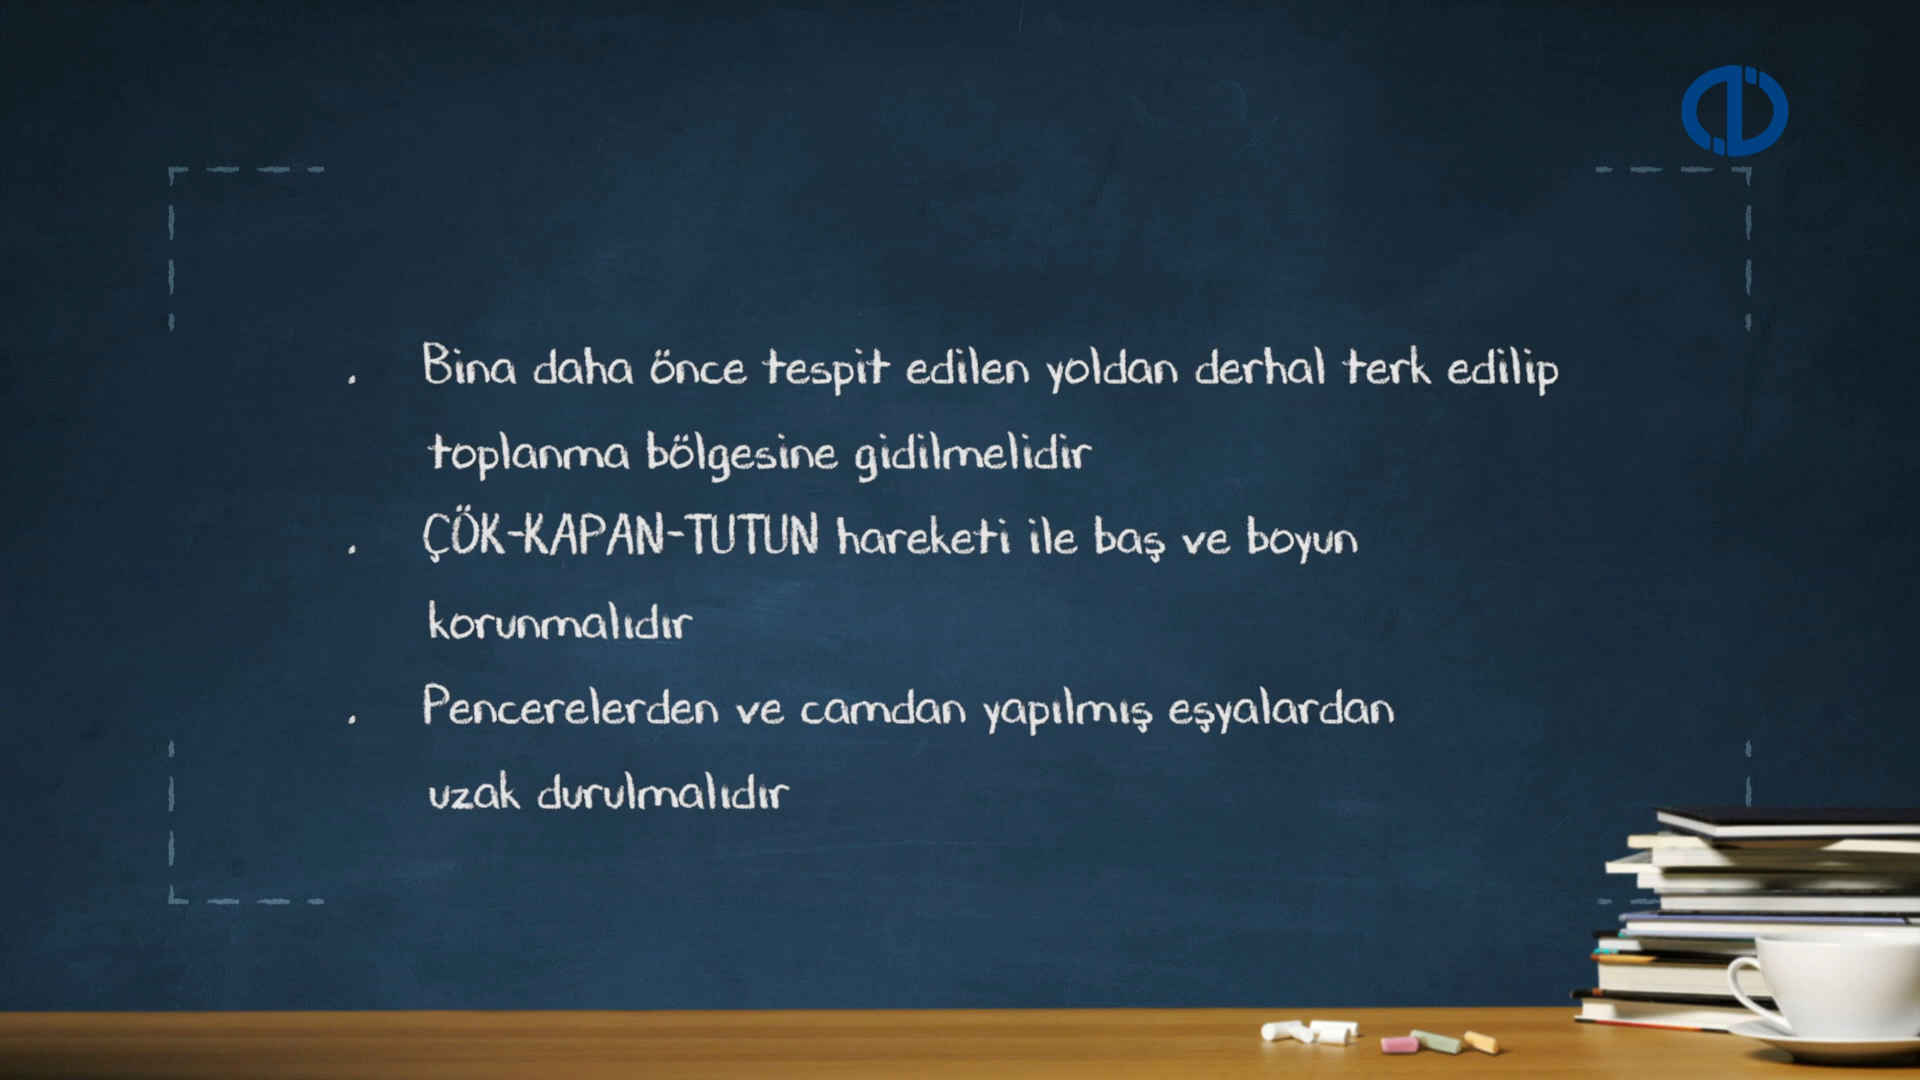 . Bina daha önce tespit edilen yoldan derhal terk edilip
toplanma bölgesine gidilmelidir
. ÇÖK-KAPAN-TUTUN hareketi ile baş ve boyun
korunmalıdır
. Pencerelerden ve camdan yapılmış eşyalardan
uzak durulmalıdır